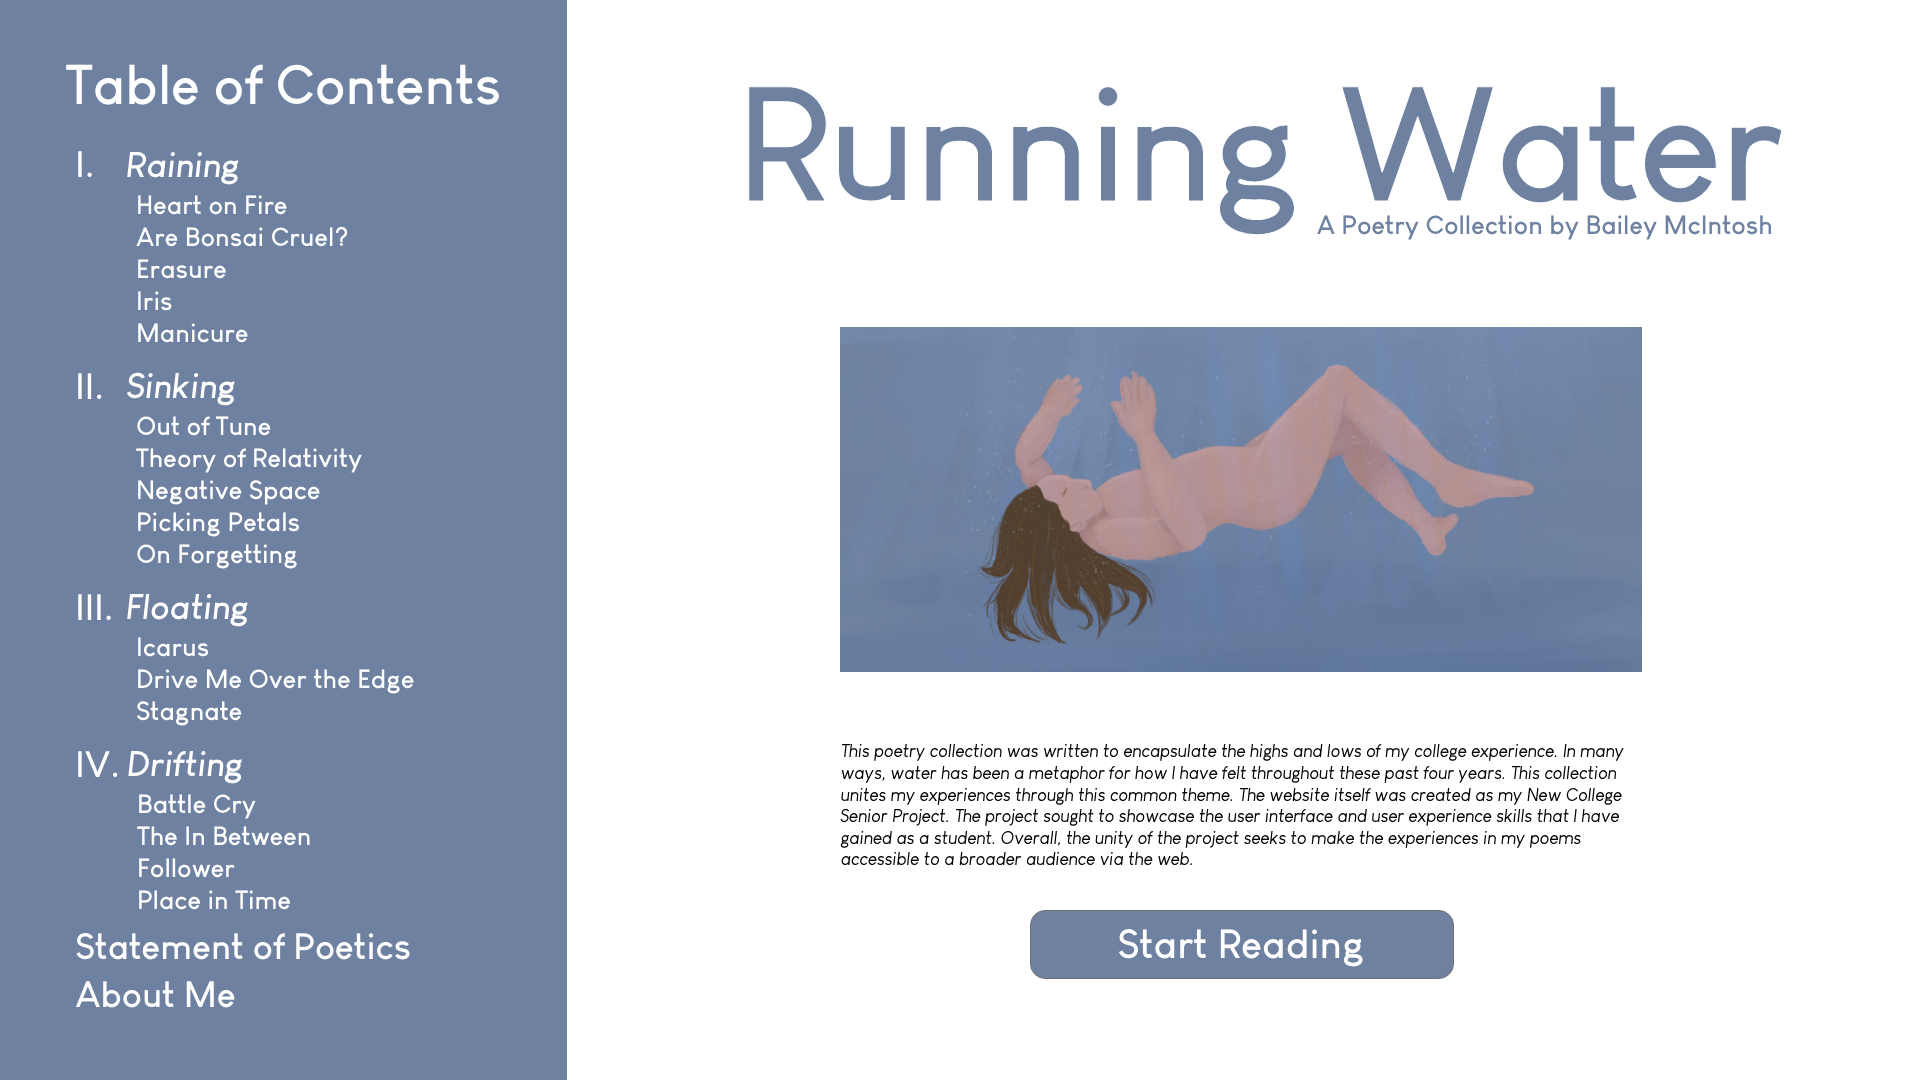 Table of Contents
I. Raining
Heart on Fire
Are Bonsai Cruel?
Erasure
Iris
Manicure
II. Sinking
Out of Tune
Theory of Relativity
Negative Space
Picking Petals
On Forgetting
III. Floating
Icarus
Drive Me Over the Edge
Stagnate
IV. Drifting
Battle Cry
The In Between
Follower
Place in Time
Statement of Poetics
About Me
Running Water
A Poetry Collection by Bailey McIntosh
This poetry collection was written to encapsulate the highs and lows of my college experience. In many
ways, water has been a metaphor for how I have felt throughout these past four years. This collection
unites my experiences through this common theme. The website itself was created as my New College
Senior Project. The project sought to showcase the user interface and user experience skills that I have
gained as a student. Overall, the unity of the project seeks to make the experiences in my poems
accessible to a broader audience via the web.
Start Reading